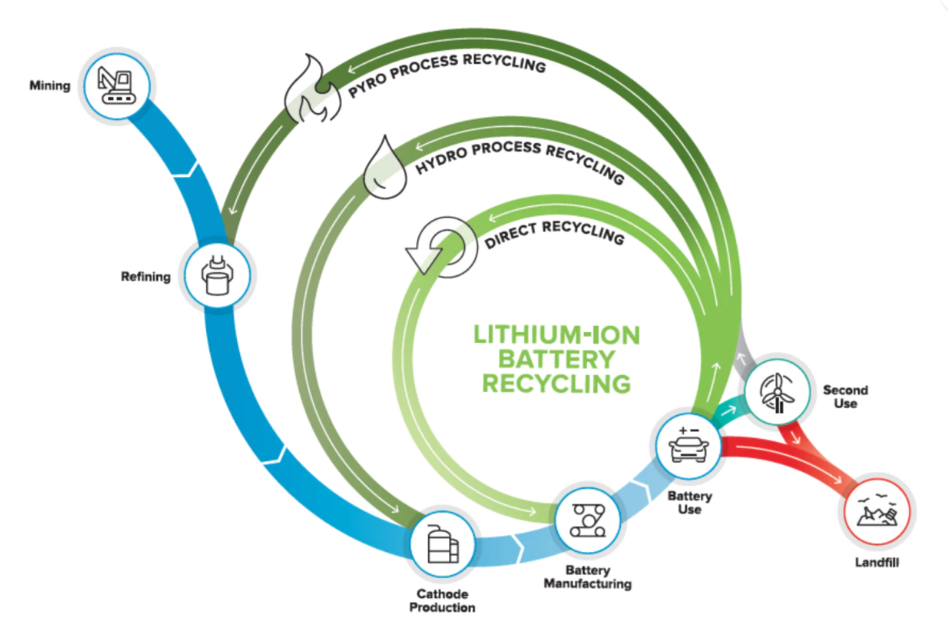 Mining
PYRO PROCESS RECYCLING
HYDRO PROCESS RECYCLING
DIRECT RECYCLING
Refining
LITHIUM-ION
BATTERY
RECYCLING
Second
Use
+ −
Battery
Use
Landfill
Battery
Manufacturing
Cathode
Production